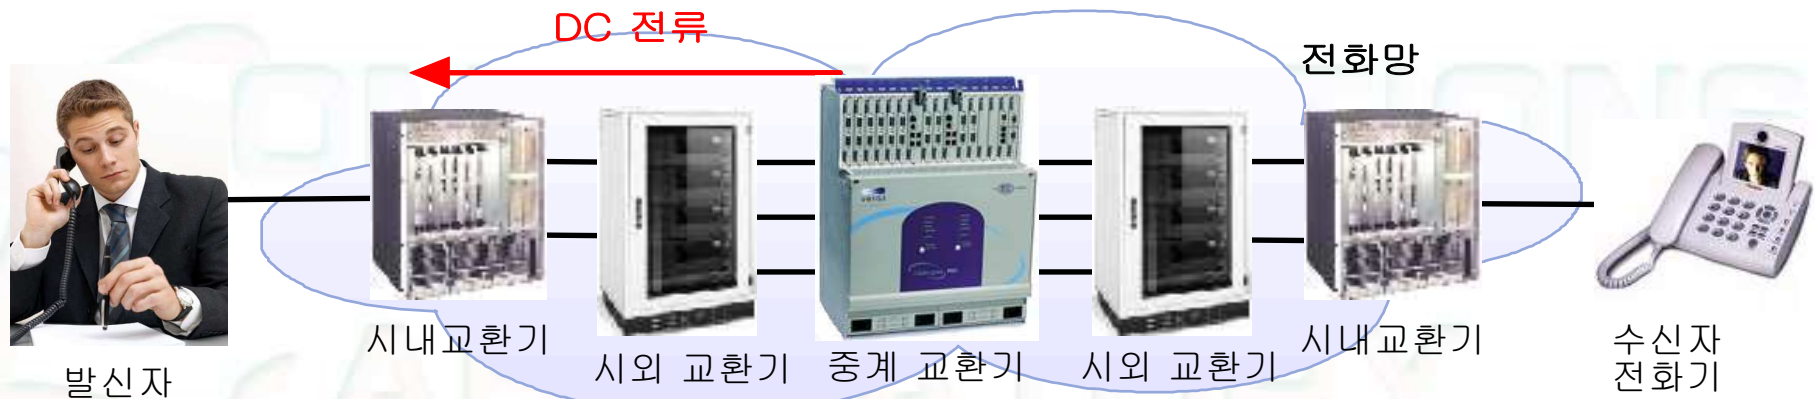 DC 전류
전화망
시내교환기
시외 교환기
중계 교환기
시외 교환기
시내교환기
발신자
수신자
전화기